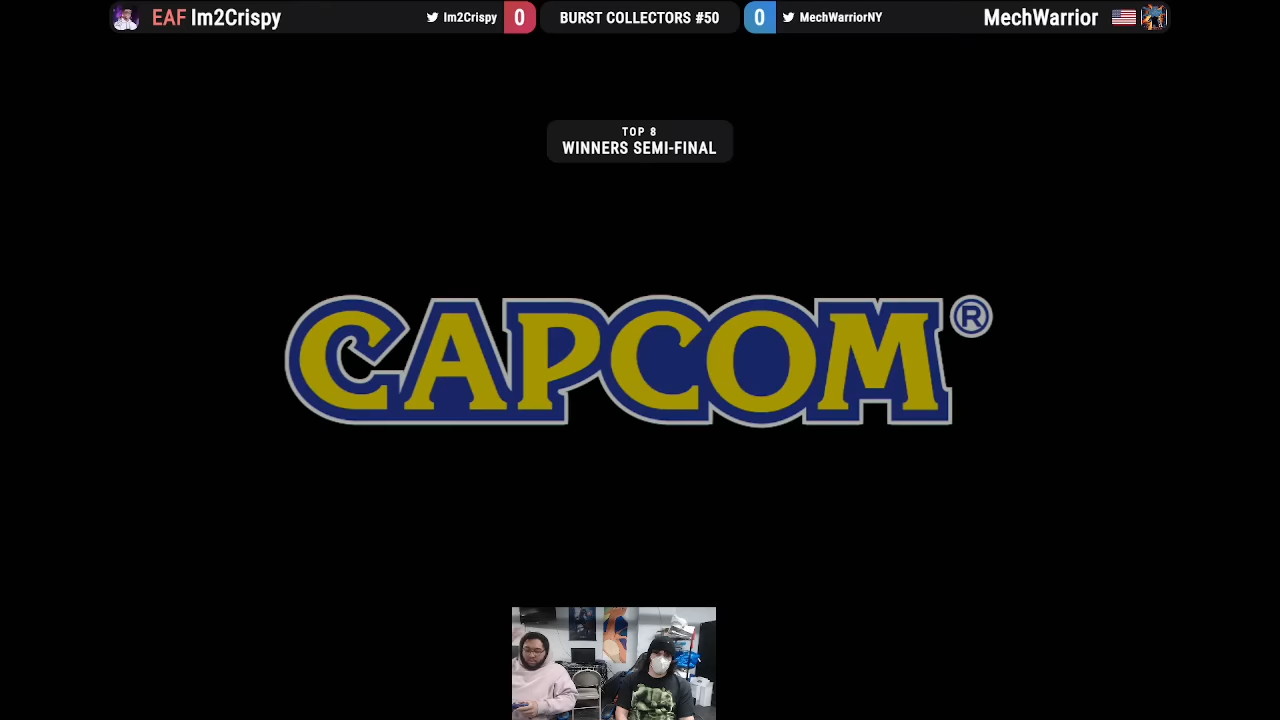 EAF Im2Crispy
Im2Crispy
0
BURST COLLECTORS #50
0
MechWarriorNY
MechWarrior
TOP 8
WINNERS SEMI-FINAL
CAPCOM®